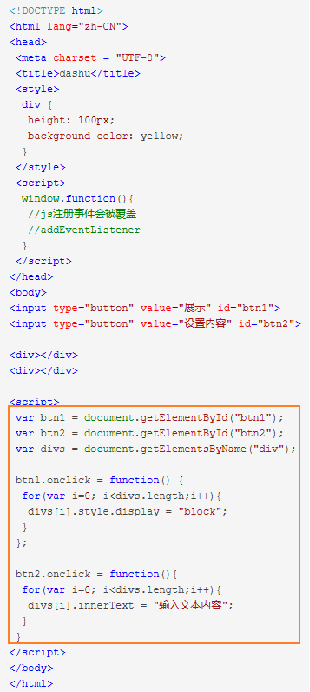 <!DOCTYPE html>
<html lang="zh-CN">
<head>
<meta charset = "UTF-8">
<title>dashu</title>
<style>
div {
height: 100px;
background-color: yellow;
}
</style>
<script>
window.function(){
//js注册事件会被覆盖
//addEventListener
}
</script>
</head>
<body>
<input type="button" value="展示" id="btn1">
<input type="button" value="设置内容" id="btn2">
<div></div>
<div></div>
<script>
var btn1 = document.getElementById("btn1");
var btn2 = document.getElementById("btn2");
var divs = document.getElementsByName("div");
btn1.onclick = function() {
for(var i=0; i<divs.length;i++){
divs[i].style.display = "block";
}
};
btn2.onclick = function(){
for(var i=0; i<divs.length;i++){
divs[i].innerText = "输入文本内容";
}
}
</script>
</body>
</html>